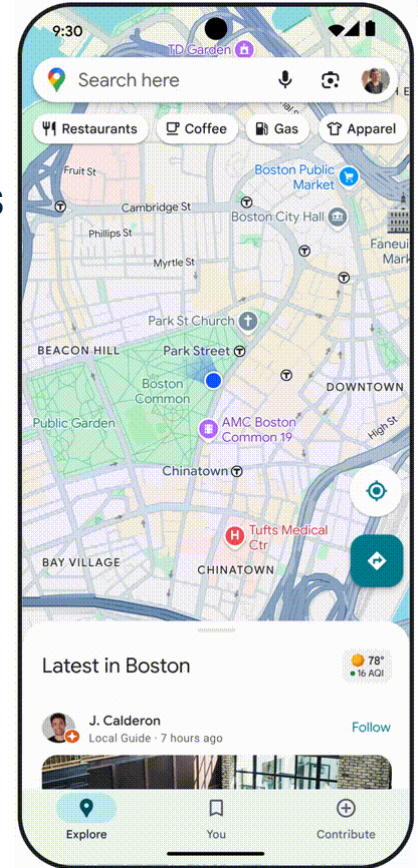 9:30
TD Garden
Search here
Restaurants
Coffee
Gas
Apparel
Fruit St
Boston Public
Market
Cambridge St
Boston City Hall
Phillips St
Faneui
Mark
Myrtle St
Park St Church
BEACON HILL
Park Street
Boston
Common
DOWNTOWN
Public Garden
AMC Boston
Common 19
High St
Chinatown
H
Tufts Medical
Ctr
BAY VILLAGE
CHINATOWN
Latest in Boston
78°
16 AQI
J. Calderon
Local Guide · 7 hours ago
Follow
Explore
You
Contribute